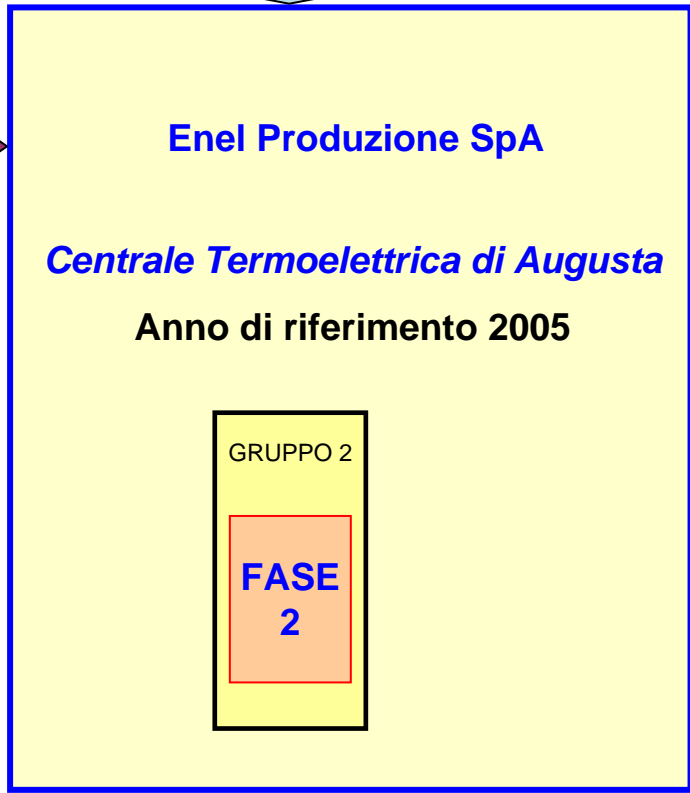 Enel Produzione SpA
Centrale Termoelettrica di Augusta
Anno di riferimento 2005
GRUPPO 2
FASE
2